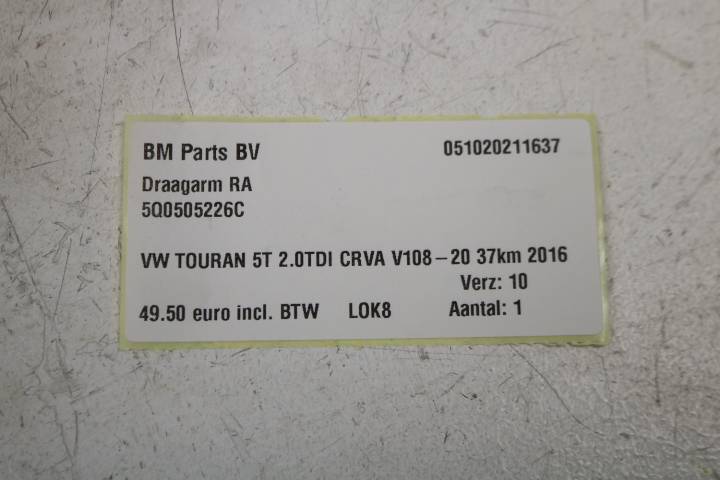 BM Parts BV 051020211637
Draagarm RA
5Q0505226C
VW TOURAN 5T 2.0TDI CRVA V108-20 37km 2016
Verz: 10
49.50 euro incl. BTW LOK8 Aantal: 1